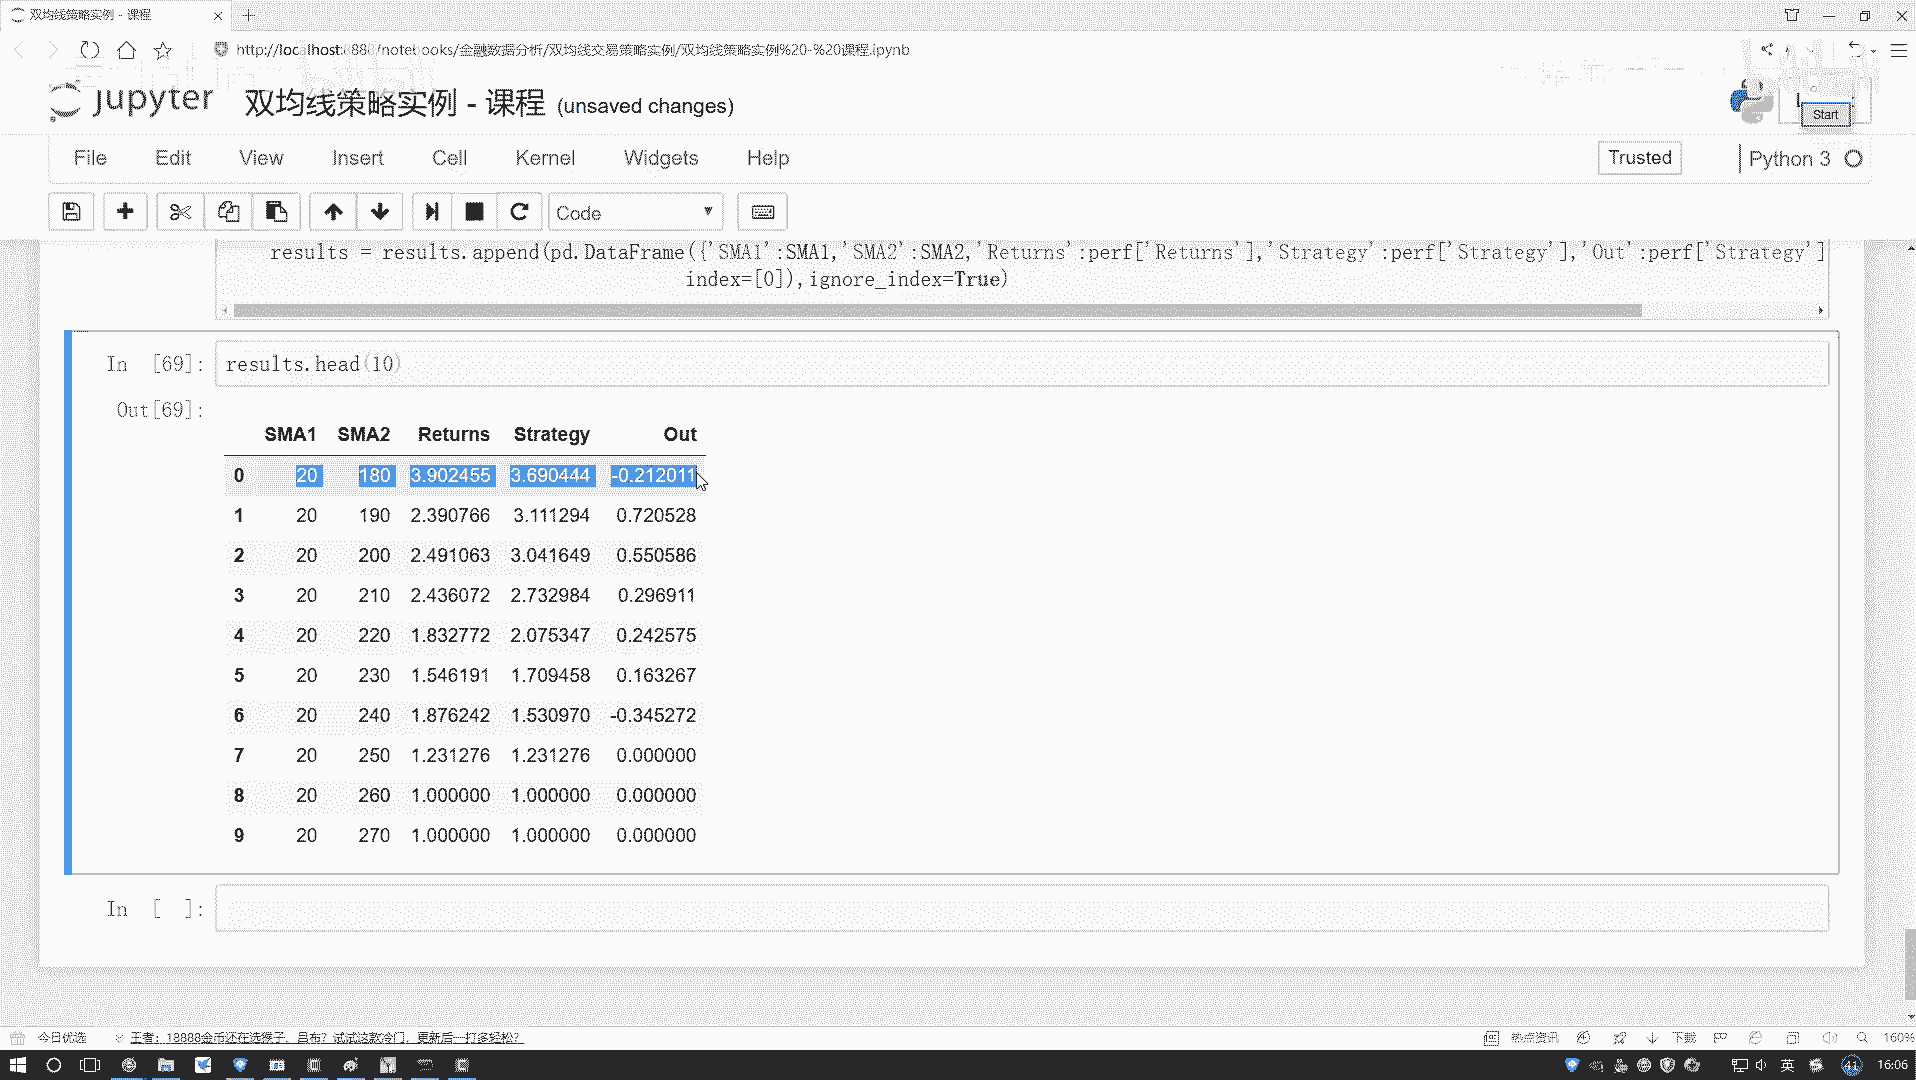 双均线策略实例 - 课程
http://localhost:8888/notebooks/金融数据分析/双均线交易策略实例/双均线策略实例%20-%20课程.ipynb
jupyter 双均线策略实例 - 课程 (unsaved changes)
Start
File Edit View Insert Cell Kernel Widgets Help Trusted Python 3
Code
results = results.append(pd.DataFrame({'SMA1':SMA1,'SMA2':SMA2,'Returns':perf['Returns'],'Strategy':perf['Strategy'],'Out':perf['Strategy']
index=[0]),ignore_index=True)
In [69]: results.head(10)
Out[69]:
SMA1 SMA2 Returns Strategy Out
0 20 180 3.902455 3.690444 -0.212011
1 20 190 2.390766 3.111294 0.720528
2 20 200 2.491063 3.041649 0.550586
3 20 210 2.436072 2.732984 0.296911
4 20 220 1.832772 2.075347 0.242575
5 20 230 1.546191 1.709458 0.163267
6 20 240 1.876242 1.530970 -0.345272
7 20 250 1.231276 1.231276 0.000000
8 20 260 1.000000 1.000000 0.000000
9 20 270 1.000000 1.000000 0.000000
In [ ]:
今日优选 王者：18888金币还在选猴子、吕布？试试这款冷门，更新后一打多轻松？ 热点资讯 下载 160%
英 41 16:06